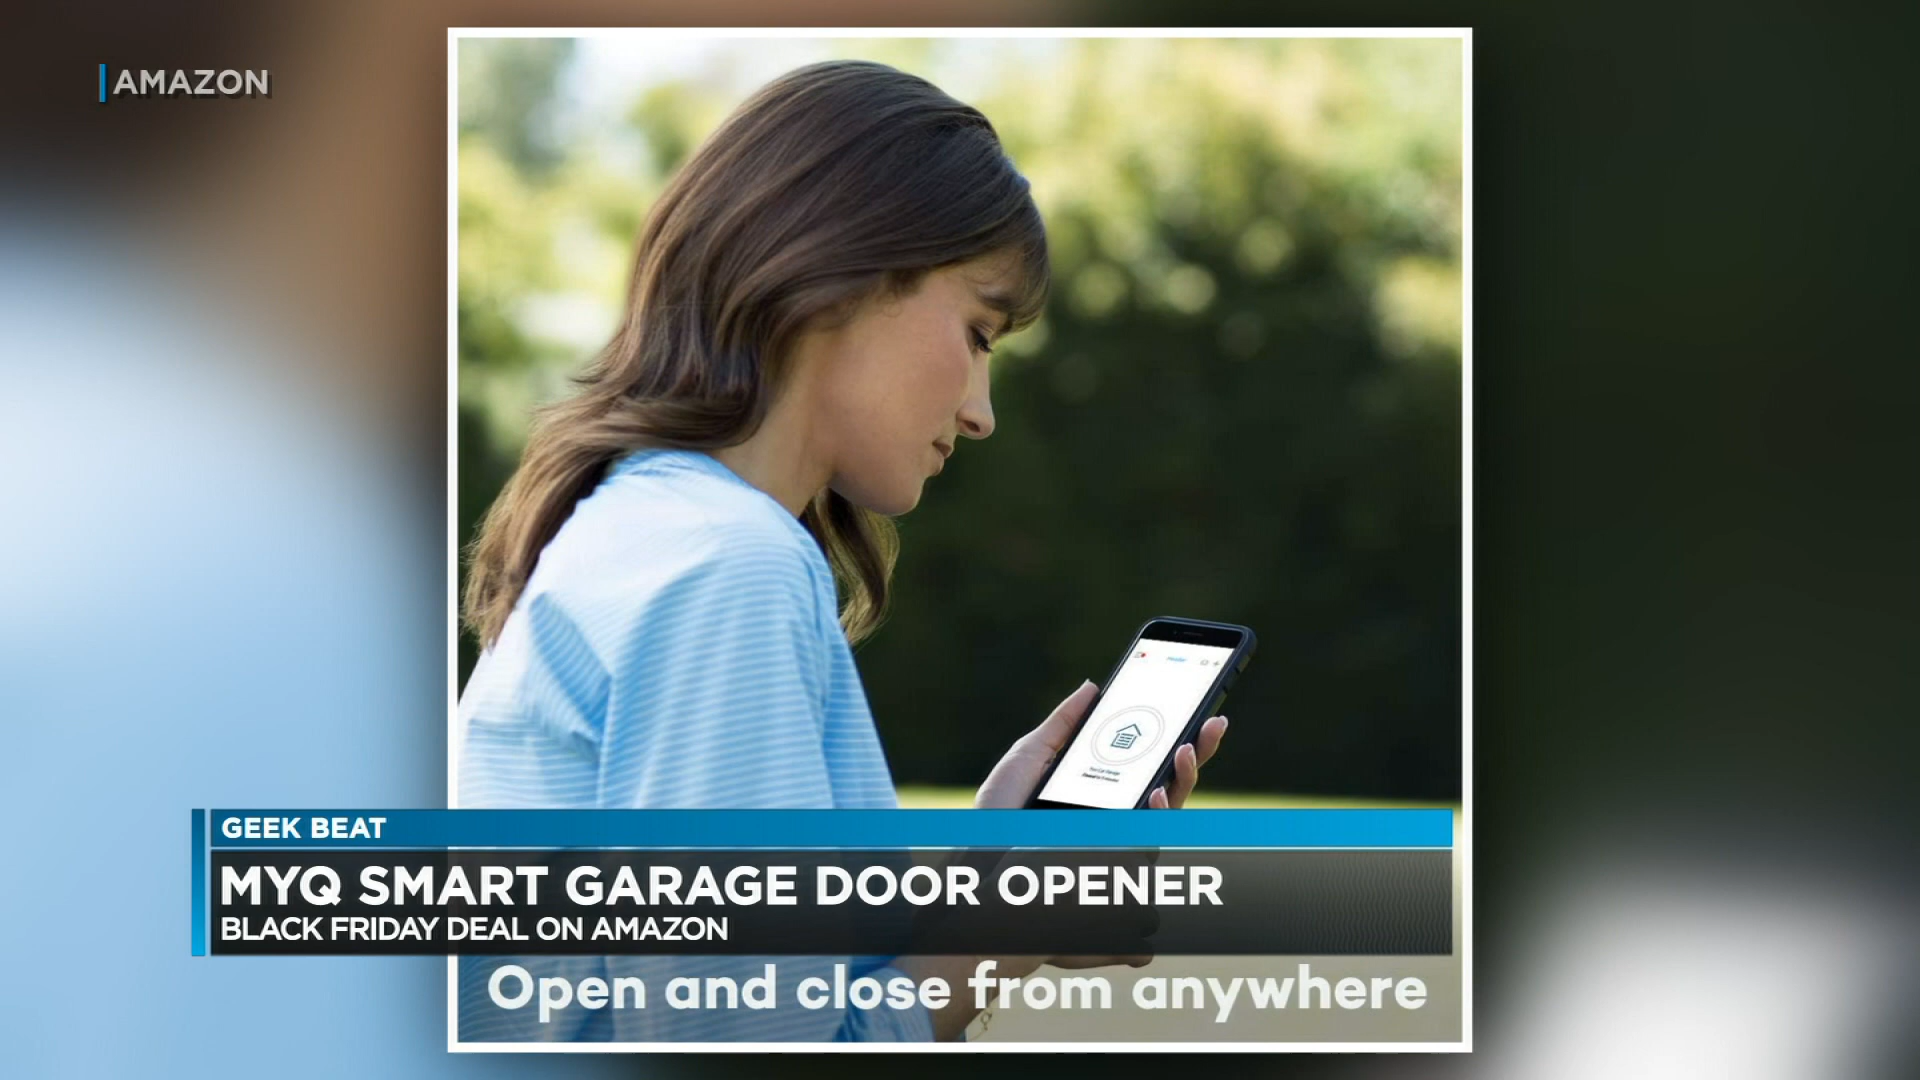 AMAZON
GEEK BEAT
MYQ SMART GARAGE DOOR OPENER
BLACK FRIDAY DEAL ON AMAZON
Open and close from anywhere